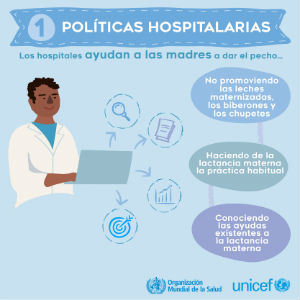 1 POLÍTICAS HOSPITALARIAS
Los hospitales ayudan a las madres a dar el pecho...
No promoviendo
las leches
maternizadas,
los biberones y
los chupetes
Haciendo de la
lactancia materna
la práctica habitual
Conociendo
las ayudas
existentes a
la lactancia
materna
Organización
Mundial de la Salud
unicef